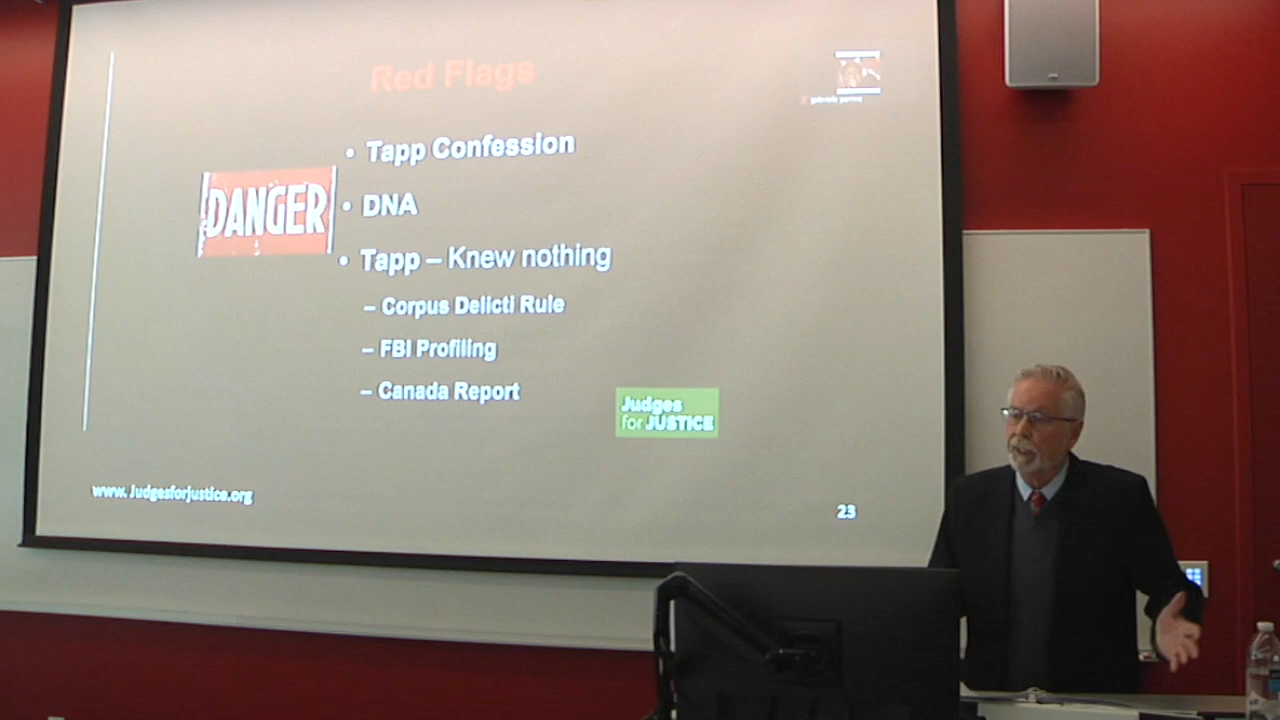 Red Flags
• Tapp Confession
DANGER
• DNA
• Tapp – Knew nothing
– Corpus Delicti Rule
– FBI Profiling
– Canada Report
Judges
for JUSTICE
www.Judgesforjustice.org
23